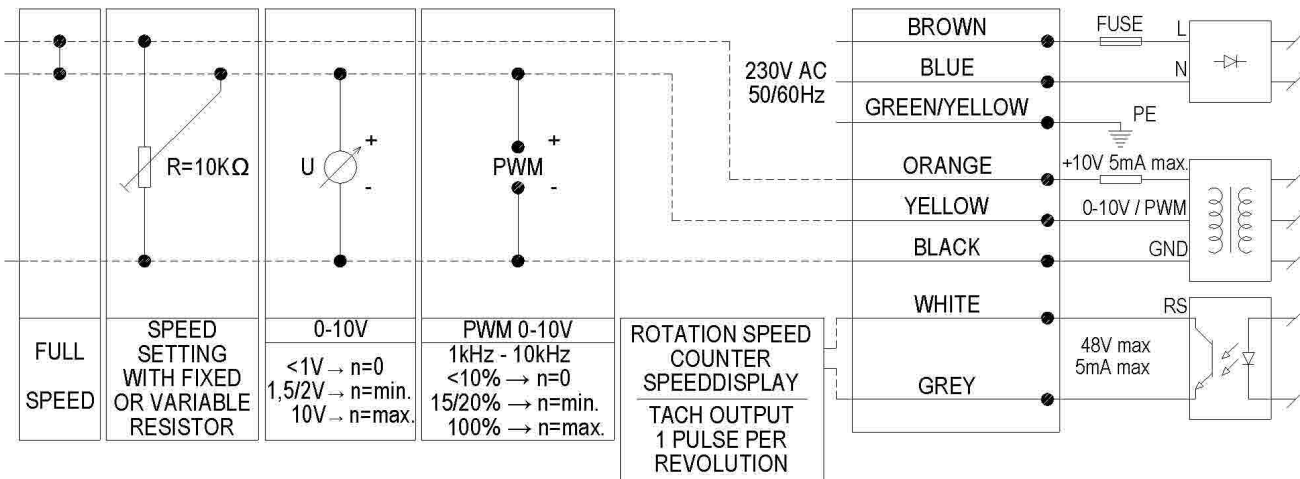 FULL
SPEED
R=10KΩ
SPEED
SETTING
WITH FIXED
OR VARIABLE
RESISTOR
U
+
-
0-10V
<1V→n=0
1,5/2V→n=min.
10V→n=max.
+
PWM
-
PWM 0-10V
1kHz - 10kHz
<10% → n=0
15/20% → n=min.
100% → n=max.
ROTATION SPEED
COUNTER
SPEEDDISPLAY
TACH OUTPUT
1 PULSE PER
REVOLUTION
230V AC
50/60Hz
BROWN
BLUE
GREEN/YELLOW
ORANGE
YELLOW
BLACK
WHITE
GREY
FUSE
L
N
PE
+10V 5mA max.
0-10V / PWM
GND
RS
48V max
5mA max